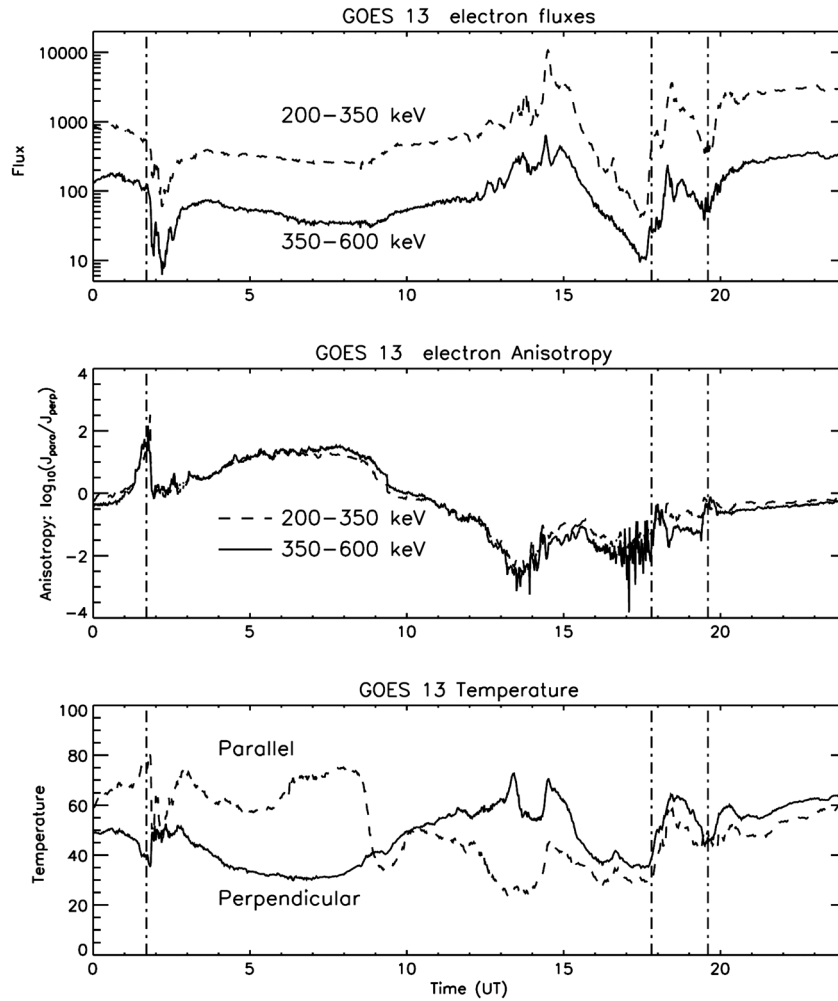 GOES 13 electron fluxes
10000
1000
100
10
Flux
200–350 keV
350–600 keV
0 5 10 15 20
GOES 13 electron Anisotropy
4
2
0
-2
-4
Anisotropy: log10(Jpara/Jperp)
200–350 keV
350–600 keV
0 5 10 15 20
GOES 13 Temperature
100
80
60
40
20
0
Temperature
Parallel
Perpendicular
0 5 10 15 20
Time (UT)